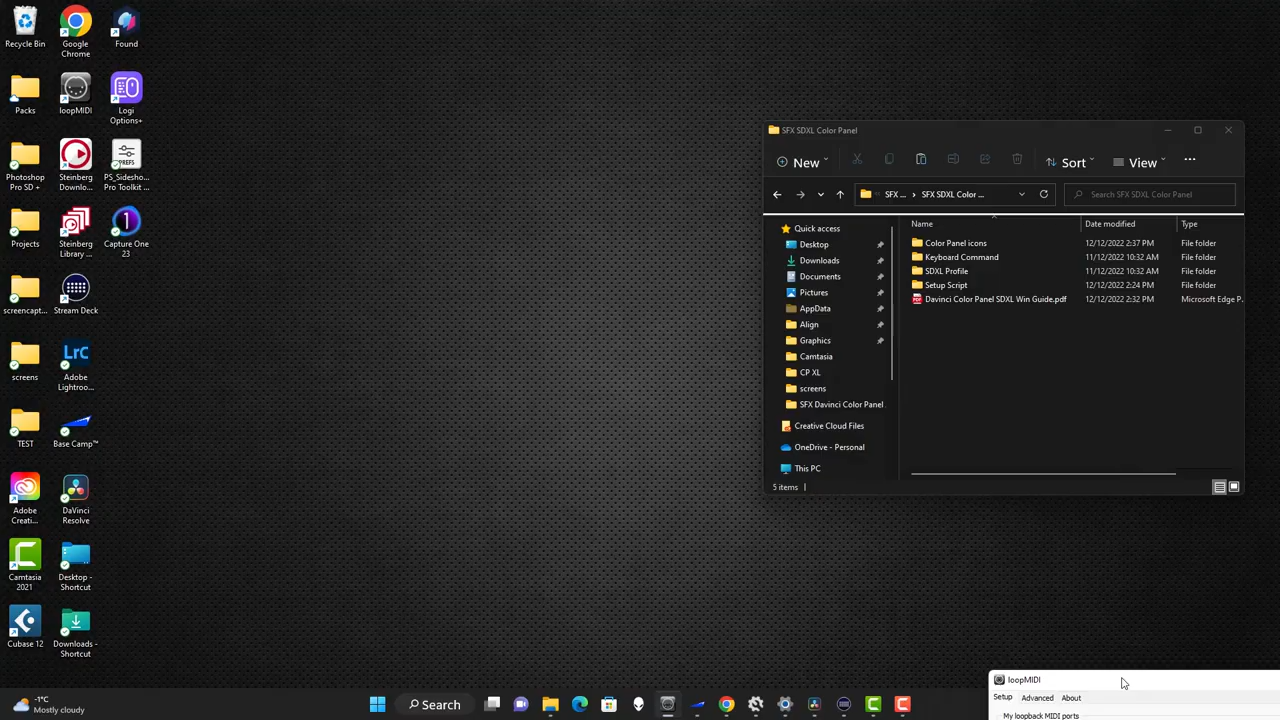 Recycle Bin
Google Chrome
Found
Packs
loopMIDI
Logi Options+
Photoshop Pro SD +
Steinberg Downlo...
PREFS
PS_Sidesho... Pro Toolkit ...
Projects
Steinberg Library ...
Capture One 23
screencapt...
Stream Deck
screens
Lrc
Adobe Lightroo...
TEST
Base Camp™
Adobe Creati...
DaVinci Resolve
Camtasia 2021
Desktop - Shortcut
Cubase 12
Downloads - Shortcut
SFX SDXL Color Panel
New
Sort
View
SFX ...
SFX SDXL Color ...
Search SFX SDXL Color Panel
Quick access
Desktop
Downloads
Documents
Pictures
AppData
Align
Graphics
Camtasia
CP XL
screens
SFX Davinci Color Panel
Creative Cloud Files
OneDrive - Personal
This PC
Name Date modified Type
Color Panel icons 12/12/2022 2:37 PM File folder
Keyboard Command 11/12/2022 10:32 AM File folder
SDXL Profile 11/12/2022 10:32 AM File folder
Setup Script 12/12/2022 2:24 PM File folder
Davinci Color Panel SDXL Win Guide.pdf 12/12/2022 2:32 PM Microsoft Edge P.
5 items
loopMIDI
Setup Advanced About
My loopback MIDI ports
-1°C
Mostly cloudy
Search